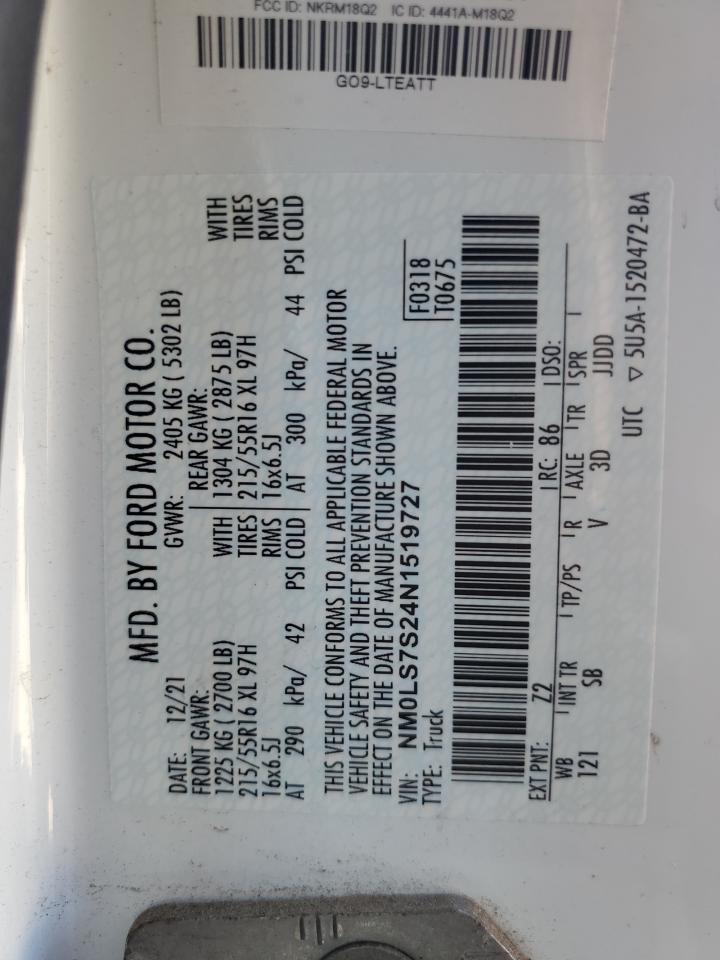 FCC ID: NKRM18Q2 IC ID: 4441A-M18Q2
GO9-LTEATT
MFD. BY FORD MOTOR CO.
DATE: 12/21 GVWR: 2405 KG ( 5302 LB)
FRONT GAWR: REAR GAWR:
1225 KG ( 2700 LB) WITH 1304 KG ( 2875 LB) WITH
215/55R16 XL 97H TIRES 215/55R16 XL 97H TIRES
16x6.5J RIMS 16x6.5J RIMS
AT 290 kPa/ 42 PSI COLD AT 300 kPa/ 44 PSI COLD
THIS VEHICLE CONFORMS TO ALL APPLICABLE FEDERAL MOTOR
VEHICLE SAFETY AND THEFT PREVENTION STANDARDS IN
EFFECT ON THE DATE OF MANUFACTURE SHOWN ABOVE.
VIN: NM0LS7S24N1519727 F0318
TYPE: Truck T0675
EXT PNT: Z2 RC: 86 DSO:
WB INT TR TP/PS R AXLE TR SPR
121 SB V 3D JJDD
UTC ▽ 5U5A-1520472-BA